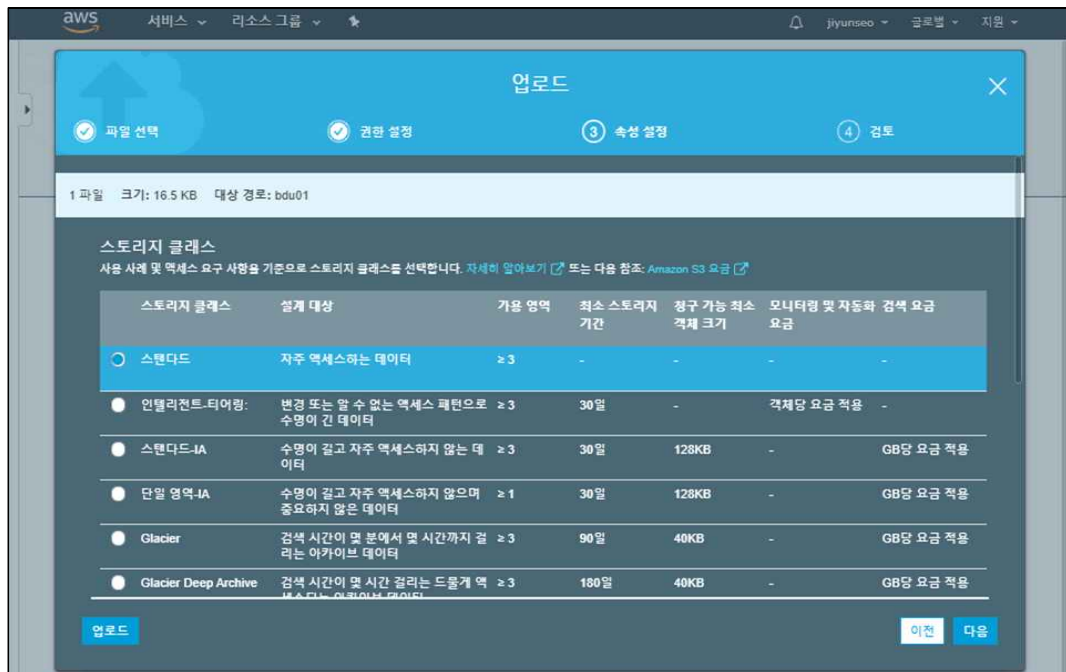 aws 서비스 리소스 그룹 jiyunseo 글로벌 지원
업로드
파일 선택 권한 설정 3 속성 설정 4 검토
1 파일 크기: 16.5 KB 대상 경로: bdu01
스토리지 클래스
사용 사례 및 액세스 요구 사항을 기준으로 스토리지 클래스를 선택합니다. 자세히 알아보기 또는 다음 참조: Amazon S3 요금
스토리지 클래스 설계 대상 가용 영역 최소 스토리지 청구 가능 최소 모니터링 및 자동화 검색 요금
기간 객체 크기 요금
스탠다드 자주 액세스하는 데이터 ≥ 3 - - - -
인텔리전트-티어링: 변경 또는 알 수 없는 액세스 패턴으로 ≥ 3 30일 - 객체당 요금 적용 -
수명이 긴 데이터
스탠다드-IA 수명이 길고 자주 액세스하지 않는 데 ≥ 3 30일 128KB - GB당 요금 적용
이터
단일 영역-IA 수명이 길고 자주 액세스하지 않으며 ≥ 1 30일 128KB - GB당 요금 적용
중요하지 않은 데이터
Glacier 검색 시간이 몇 분에서 몇 시간까지 걸 ≥ 3 90일 40KB - GB당 요금 적용
리는 아카이브 데이터
Glacier Deep Archive 검색 시간이 몇 시간 걸리는 드물게 액 ≥ 3 180일 40KB - GB당 요금 적용
세스되는 아카이브 데이터
업로드 이전 다음